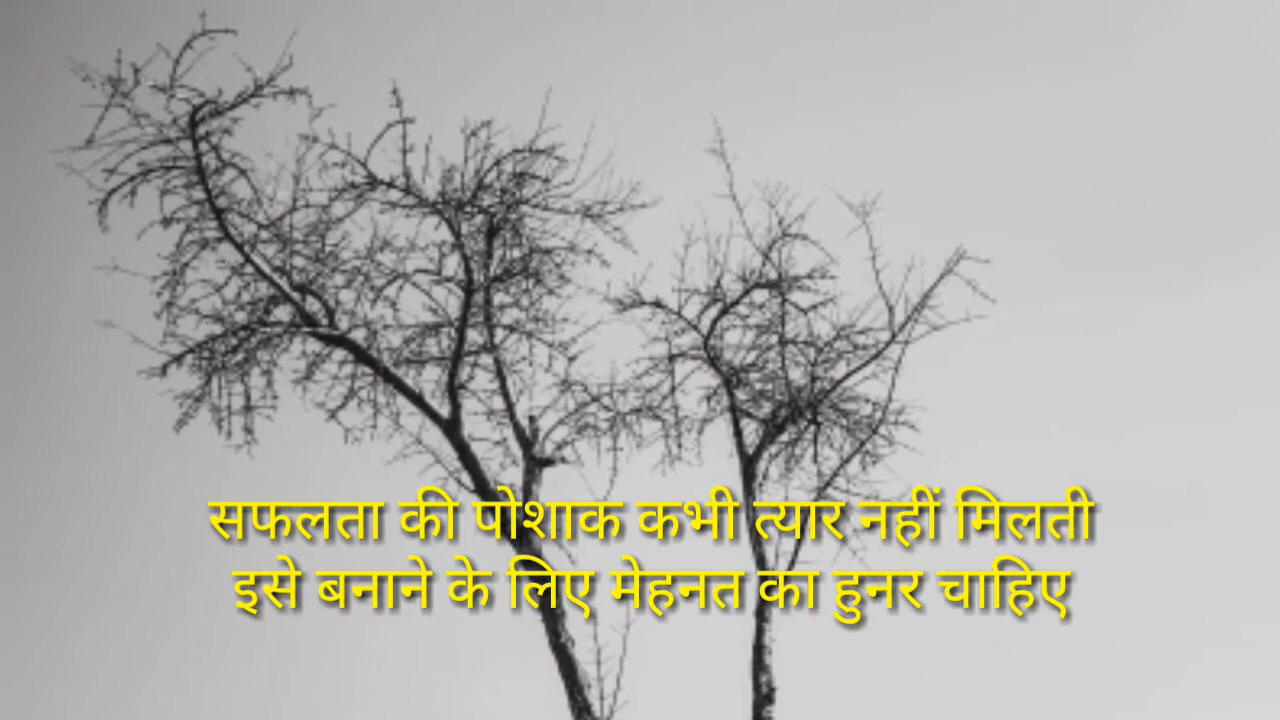 सफलता की पोशाक कभी त्यार नहीं मिलती
इसे बनाने के लिए मेहनत का हुनर चाहिए